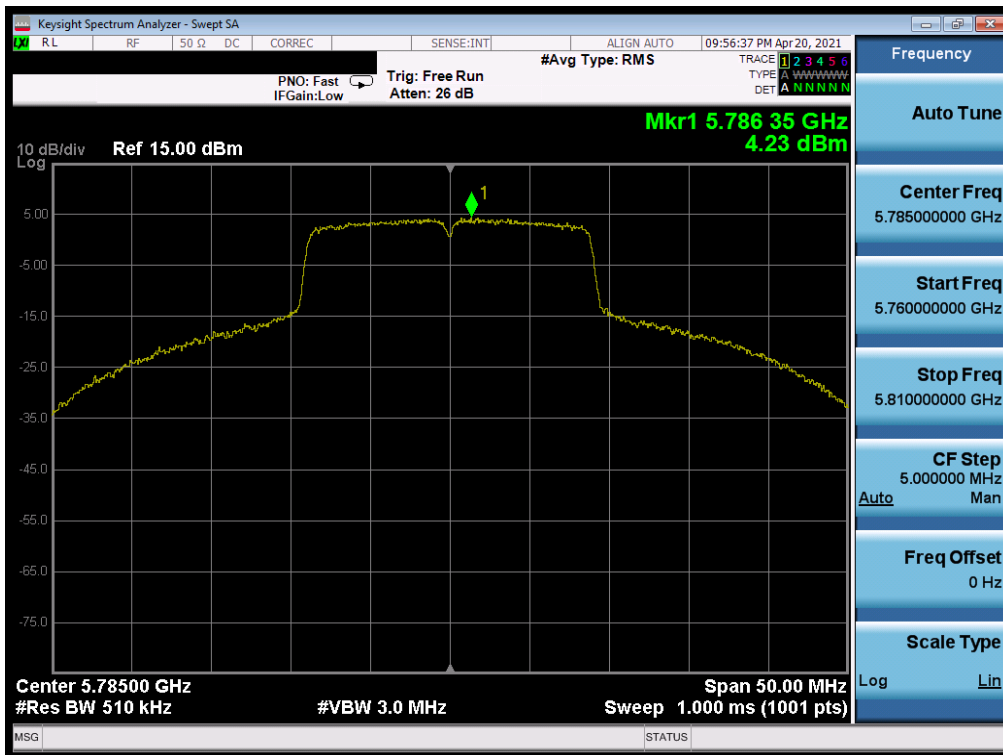 Keysight Spectrum Analyzer - Swept SA
LXI RL RF 50 Ω DC CORREC SENSE:INT ALIGN AUTO 09:56:37 PM Apr 20, 2021
Frequency
#Avg Type: RMS
TRACE 1 2 3 4 5 6
PNO: Fast Trig: Free Run
TYPE A WWWWW
IFGain:Low Atten: 26 dB
DET A N N N N N
Auto Tune
Mkr1 5.786 35 GHz
10 dB/div Ref 15.00 dBm 4.23 dBm
Log
1
5.00
-5.00
-15.0
-25.0
-35.0
-45.0
-55.0
-65.0
-75.0
Center Freq
5.785000000 GHz
Start Freq
5.760000000 GHz
Stop Freq
5.810000000 GHz
CF Step
5.000000 MHz
Auto Man
Freq Offset
0 Hz
Scale Type
Log Lin
Center 5.78500 GHz Span 50.00 MHz
#Res BW 510 kHz #VBW 3.0 MHz Sweep 1.000 ms (1001 pts)
MSG STATUS